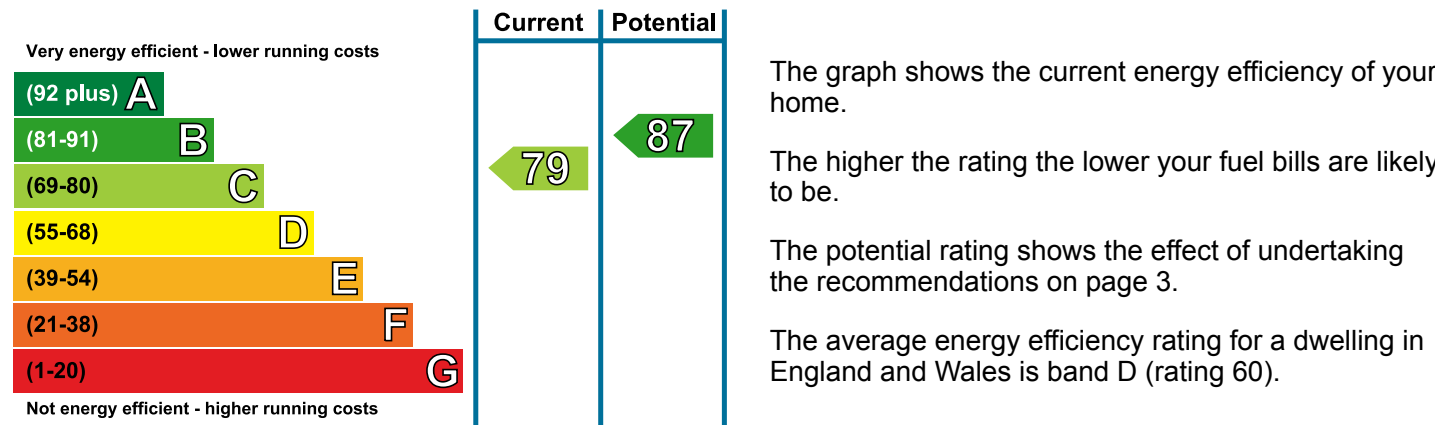 Current Potential
Very energy efficient - lower running costs
(92 plus) A
(81-91) B
(69-80) C
(55-68) D
(39-54) E
(21-38) F
(1-20) G
Not energy efficient - higher running costs
79
87
The graph shows the current energy efficiency of your
home.
The higher the rating the lower your fuel bills are likely
to be.
The potential rating shows the effect of undertaking
the recommendations on page 3.
The average energy efficiency rating for a dwelling in
England and Wales is band D (rating 60).